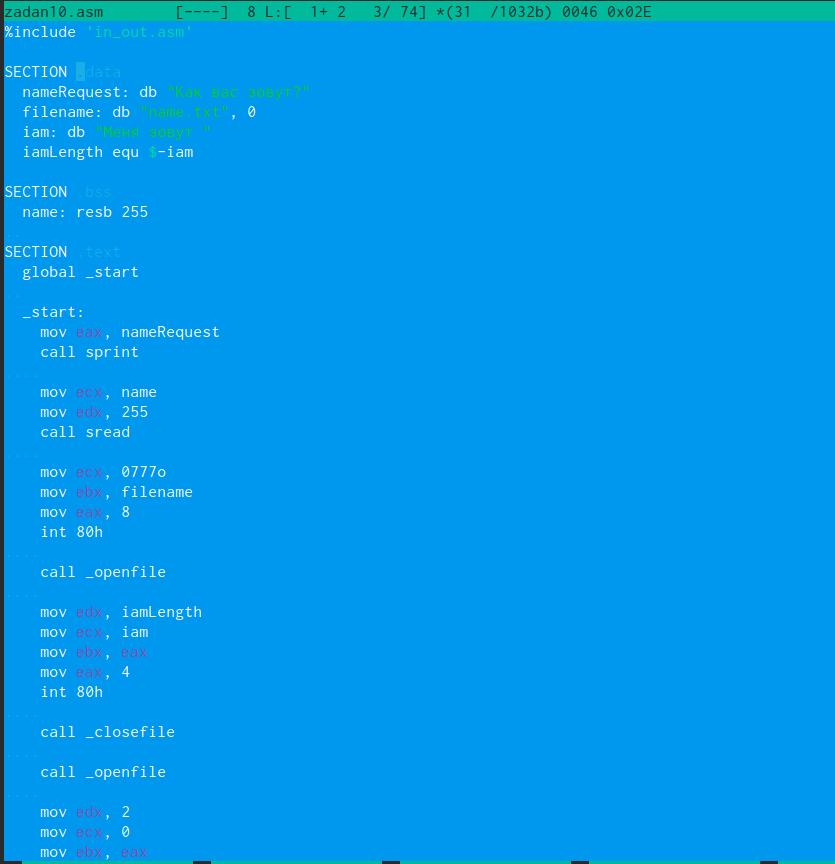 zadan10.asm [----] 8 L:[ 1+ 2 3/ 74] *(31 /1032b) 0046 0x02E
%include 'in_out.asm'
SECTION .data
nameRequest: db "Как вас зовут?"
filename: db "name.txt", 0
iam: db "Меня зовут "
iamLength equ $-iam
SECTION .bss
name: resb 255
SECTION .text
global _start
_start:
mov eax, nameRequest
call sprint
mov ecx, name
mov edx, 255
call sread
mov ecx, 0777o
mov ebx, filename
mov eax, 8
int 80h
call _openfile
mov edx, iamLength
mov ecx, iam
mov ebx, eax
mov eax, 4
int 80h
call _closefile
call _openfile
mov edx, 2
mov ecx, 0
mov ebx, eax